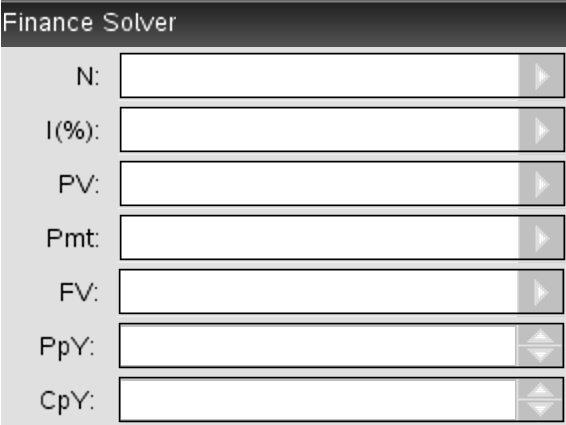 Finance Solver
N:
I(%):
PV:
Pmt:
FV:
PpY:
CpY: